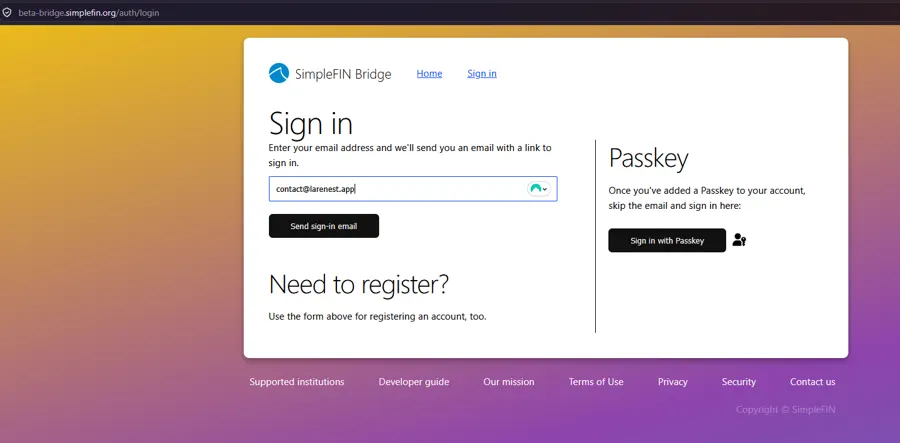 beta-bridge.simplefin.org/auth/login
SimpleFIN Bridge
Home
Sign in
Sign in
Enter your email address and we'll send you an email with a link to
sign in.
contact@larenest.app
Send sign-in email
Need to register?
Use the form above for registering an account, too.
Passkey
Once you've added a Passkey to your account,
skip the email and sign in here:
Sign in with Passkey
Supported institutions
Developer guide
Our mission
Terms of Use
Privacy
Security
Contact us
Copyright © SimpleFIN